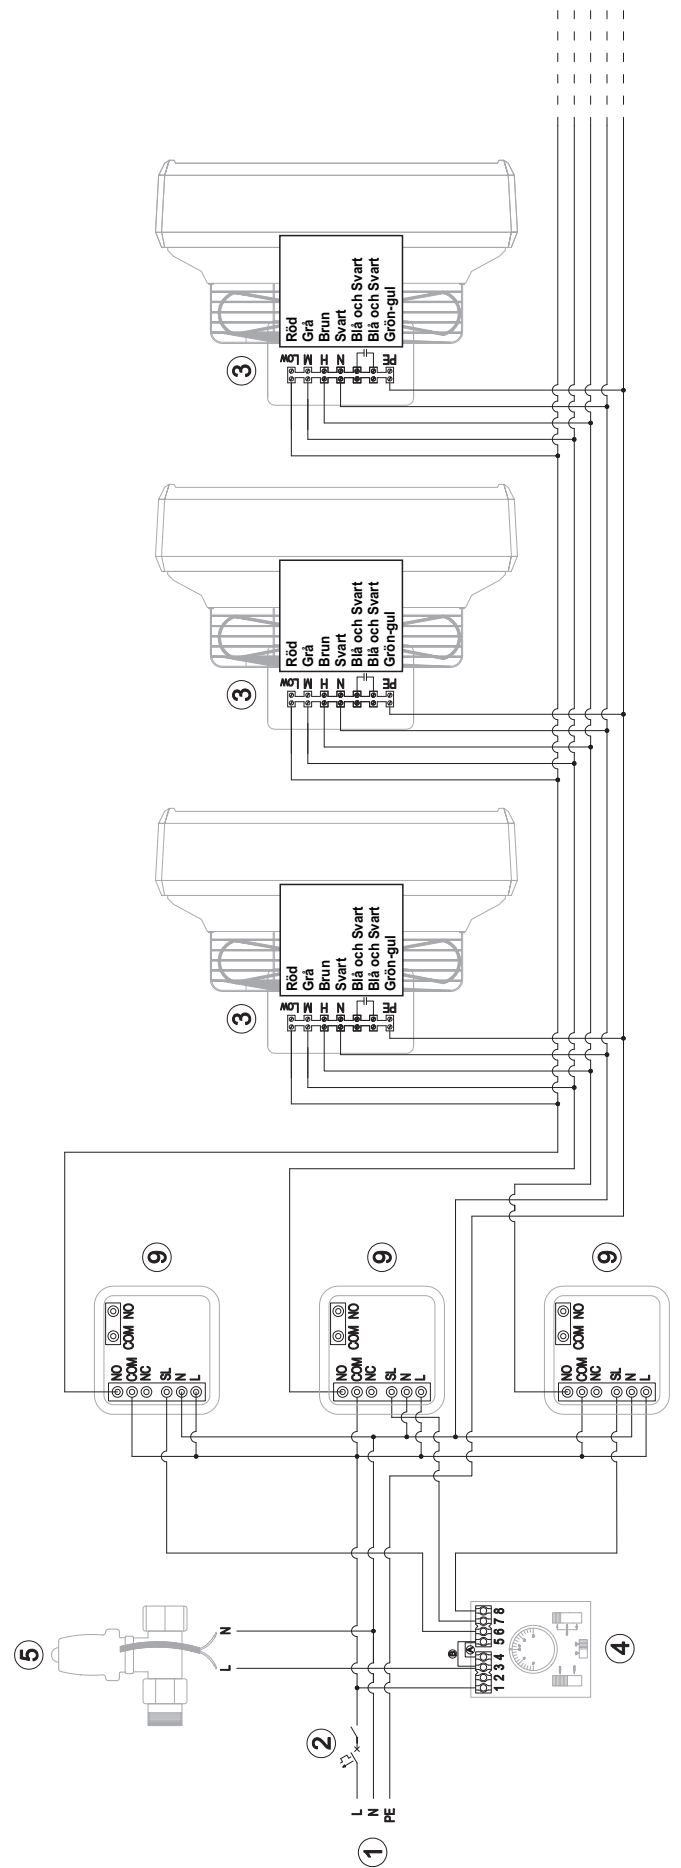 Röd
Grå
Brun
Svart
Blå och Svart
Blå och Svart
Grön-gul
LOW
M
H
N
PE
3
Röd
Grå
Brun
Svart
Blå och Svart
Blå och Svart
Grön-gul
LOW
M
H
N
PE
3
Röd
Grå
Brun
Svart
Blå och Svart
Blå och Svart
Grön-gul
LOW
M
H
N
PE
3
9
COM NO
NO
COM
NC
SL
N
L
9
COM NO
NO
COM
NC
SL
N
L
9
COM NO
NO
COM
NC
SL
N
L
5
L
N
4
1 2 3 4 5 6 7 8
A
B
2
L
N
PE
1